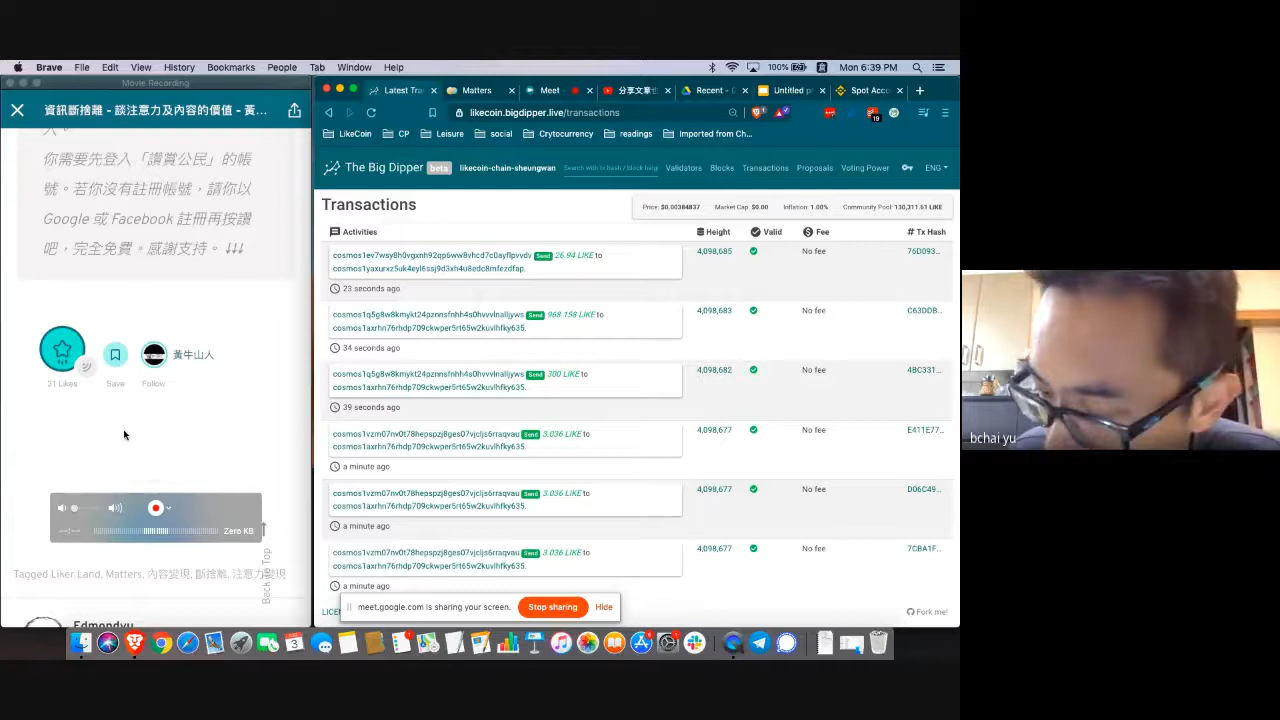 Brave File Edit View History Bookmarks People Tab Window Help
100% Mon 6:39 PM
Movie Recording
資訊斷捨離 - 談注意力及內容的價值 - 黃...
你需要先登入「讚賞公民」的帳
號。若你沒有註冊帳號，請你以
Google 或 Facebook 註冊再按讚
吧，完全免費。感謝支持。↓↓↓
31 Likes
Save
Follow
黃牛山人
Zero KB
Back to Top
Tagged Liker Land, Matters, 內容變現, 斷捨離, 注意力變現
Edmondyu
Latest Tra
Matters
Meet -
分享文章也
Recent -
Untitled p
Spot Acco
likecoin.bigdipper.live/transactions
19
LikeCoin CP Leisure social Crytocurrency readings Imported from Ch...
The Big Dipper beta likecoin-chain-sheungwan
Validators Blocks Transactions Proposals Voting Power ENG
Transactions
Price: $0.00384837 Market Cap: $0.00 Inflation: 1.00% Community Pool: 130,311.61 LIKE
Activities Height Valid Fee # Tx Hash
Send 26.94 LIKE to
4,098,685 No fee 76D093...
23 seconds ago
Send 968.158 LIKE to
4,098,683 No fee C63DDB...
34 seconds ago
Send 300 LIKE to
4,098,682 No fee 4BC331...
39 seconds ago
Send 3.036 LIKE to
4,098,677 No fee E411E77...
a minute ago
Send 3.036 LIKE to
4,098,677 No fee D06C49...
a minute ago
Send 3.036 LIKE to
4,098,677 No fee 7CBA1F...
a minute ago
meet.google.com is sharing your screen. Stop sharing Hide
Fork me!
bchai yu